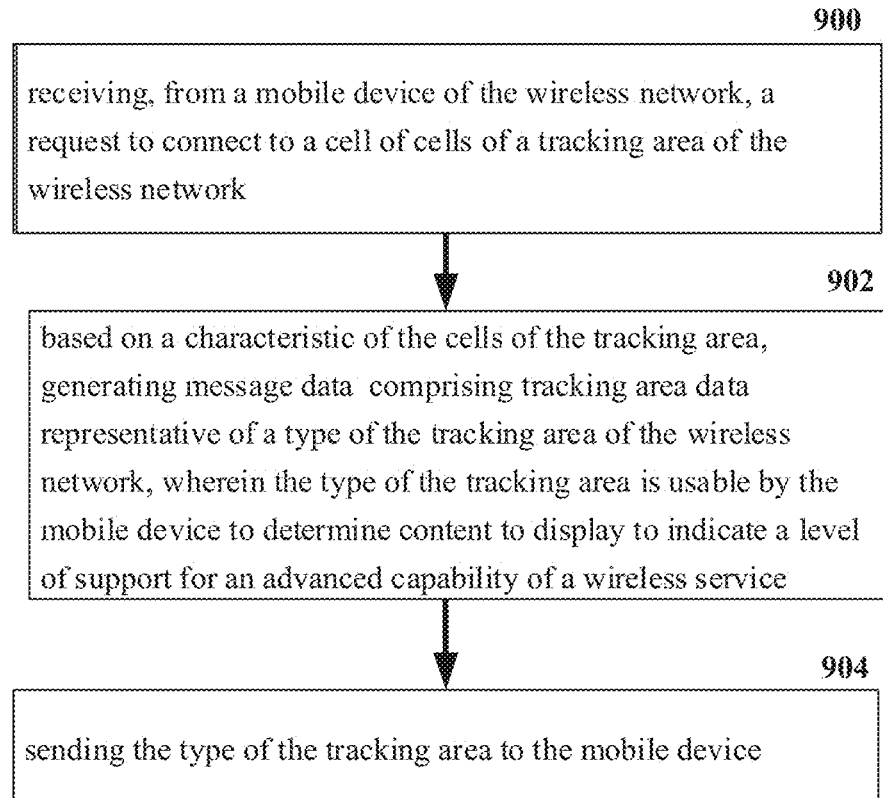 900
receiving, from a mobile device of the wireless network, a
request to connect to a cell of cells of a tracking area of the
wireless network
902
based on a characteristic of the cells of the tracking area,
generating message data comprising tracking area data
representative of a type of the tracking area of the wireless
network, wherein the type of the tracking area is usable by the
mobile device to determine content to display to indicate a level
of support for an advanced capability of a wireless service
904
sending the type of the tracking area to the mobile device